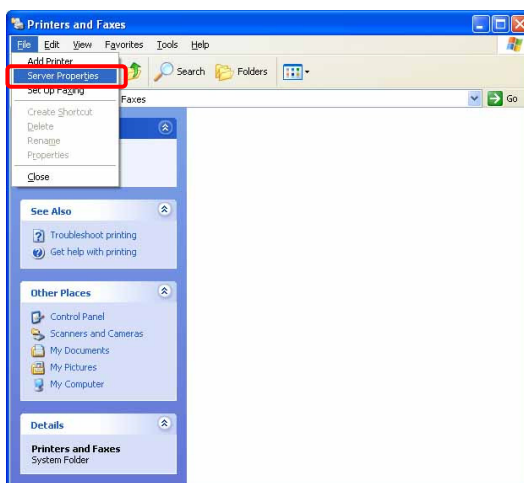 Printers and Faxes
File Edit View Favorites Tools Help
Add Printer
Server Properties
Set Up Faxing
Create Shortcut
Delete
Rename
Properties
Close
Search Folders
Faxes
Go
See Also
Troubleshoot printing
Get help with printing
Other Places
Control Panel
Scanners and Cameras
My Documents
My Pictures
My Computer
Details
Printers and Faxes
System Folder